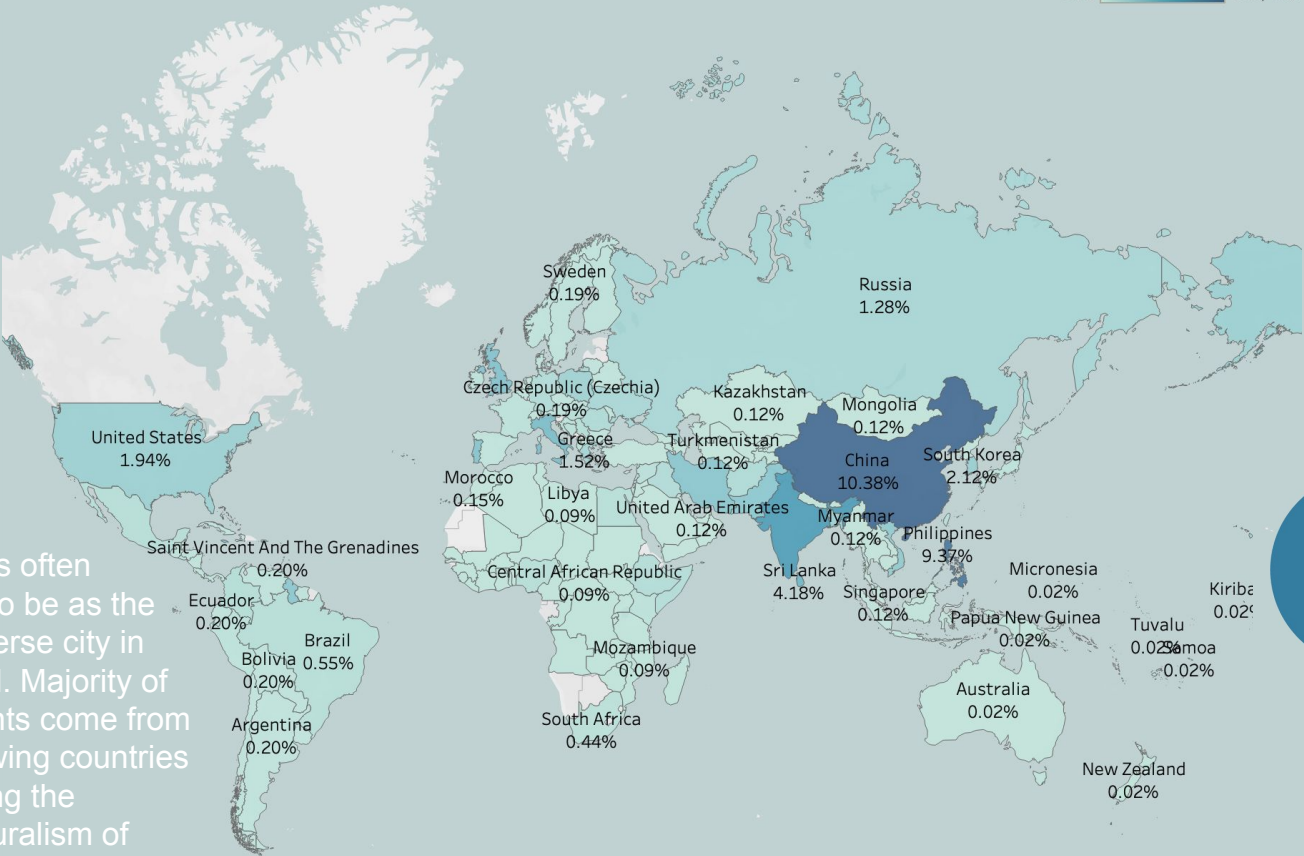 Sweden
0.19%
Russia
1.28%
Czech Republic (Czechia)
0.19%
Kazakhstan
0.12%
Mongolia
0.12%
United States
1.94%
Greece
1.52%
Turkmenistan
0.12%
China
10.38%
South Korea
2.12%
Morocco
0.15%
Libya
0.09%
United Arab Emirates
0.12%
Myanmar
0.12%
Philippines
9.37%
Saint Vincent And The Grenadines
0.20%
Central African Republic
0.09%
Sri Lanka
4.18%
Singapore
0.12%
Micronesia
0.02%
Kiriba
0.02%
Ecuador
0.20%
Papua New Guinea
0.02%
Tuvalu
0.02%
Samoa
0.02%
Brazil
0.55%
Bolivia
0.20%
Mozambique
0.09%
Argentina
0.20%
South Africa
0.44%
Australia
0.02%
New Zealand
0.02%
s often
o be as the
erse city in
. Majority of
nts come from
wing countries
ng the
uralism of